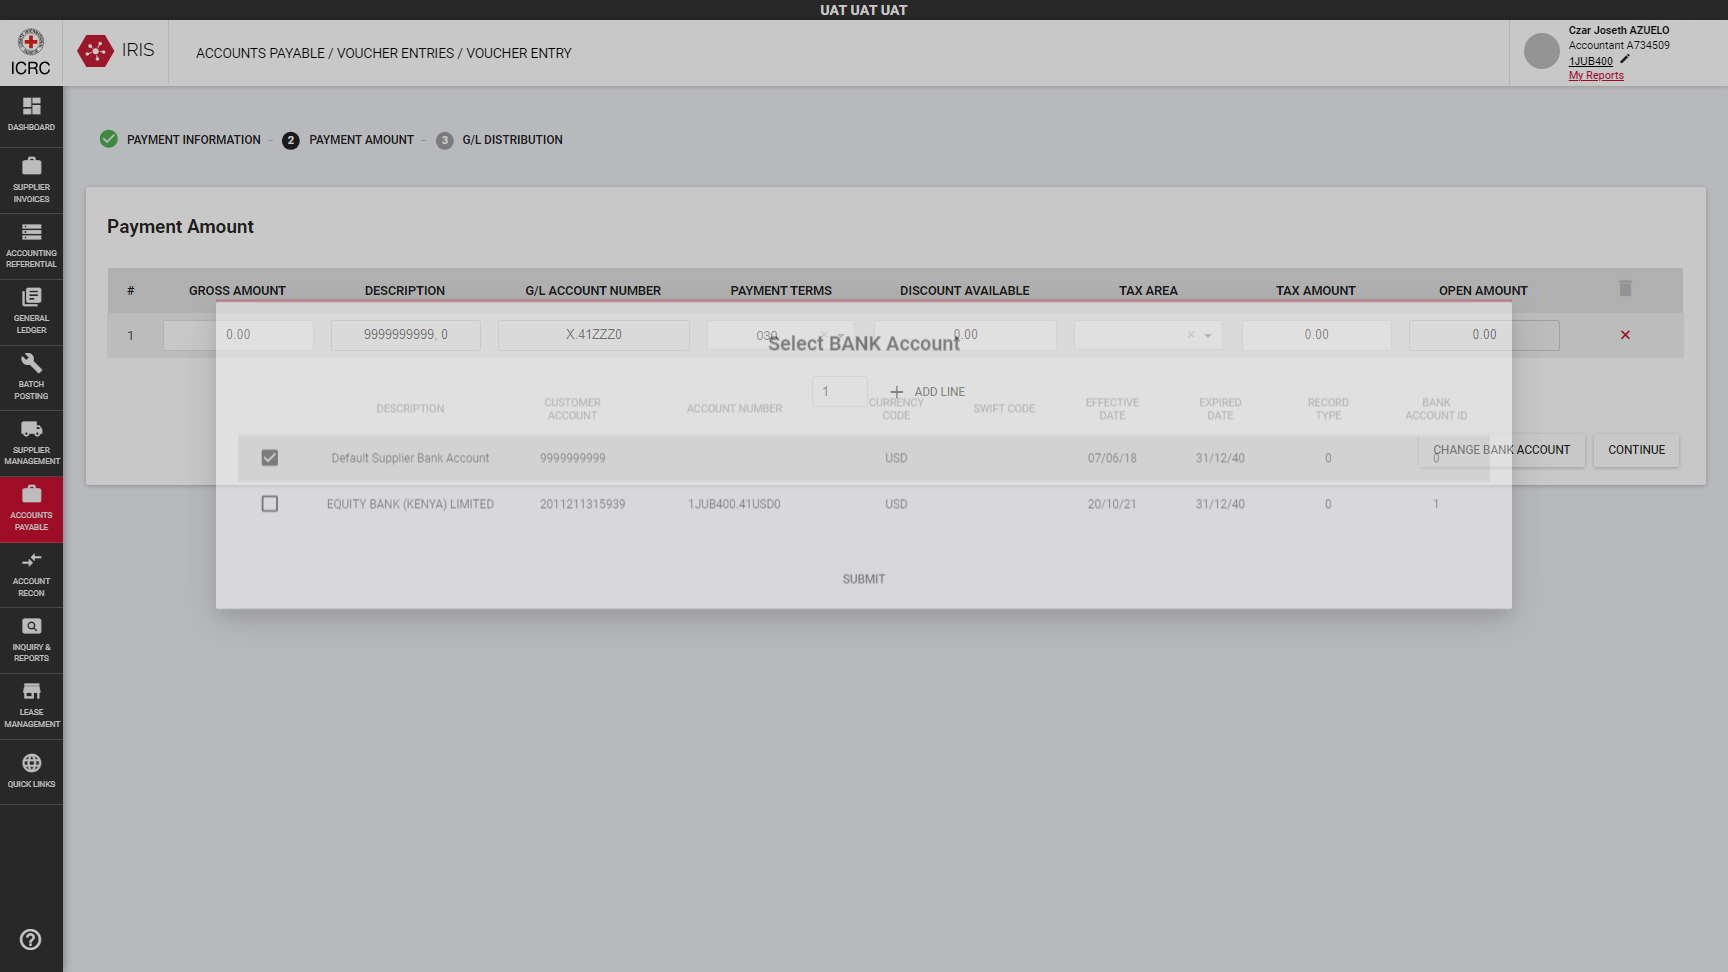 UAT UAT UAT
ICRC
IRIS
ACCOUNTS PAYABLE / VOUCHER ENTRIES / VOUCHER ENTRY
Czar Joseth AZUELO
Accountant A734509
1JUB400
My Reports
DASHBOARD
SUPPLIER
INVOICES
ACCOUNTING
REFERENTIAL
GENERAL
LEDGER
BATCH
POSTING
SUPPLIER
MANAGEMENT
ACCOUNTS
PAYABLE
ACCOUNT
RECON
INQUIRY &
REPORTS
LEASE
MANAGEMENT
QUICK LINKS
PAYMENT INFORMATION – 2 PAYMENT AMOUNT – 3 G/L DISTRIBUTION
Payment Amount
# GROSS AMOUNT DESCRIPTION G/L ACCOUNT NUMBER PAYMENT TERMS DISCOUNT AVAILABLE TAX AREA TAX AMOUNT OPEN AMOUNT
1 0.00 9999999999, 0 X.41ZZZ0 030 0.00 0.00 0.00
1 ADD LINE
CHANGE BANK ACCOUNT CONTINUE
Select BANK Account
DESCRIPTION CUSTOMER ACCOUNT ACCOUNT NUMBER CURRENCY CODE SWIFT CODE EFFECTIVE DATE EXPIRED DATE RECORD TYPE BANK ACCOUNT ID
Default Supplier Bank Account 9999999999 USD 07/06/18 31/12/40 0 0
EQUITY BANK (KENYA) LIMITED 2011211315939 1JUB400.41USD0 USD 20/10/21 31/12/40 0 1
SUBMIT